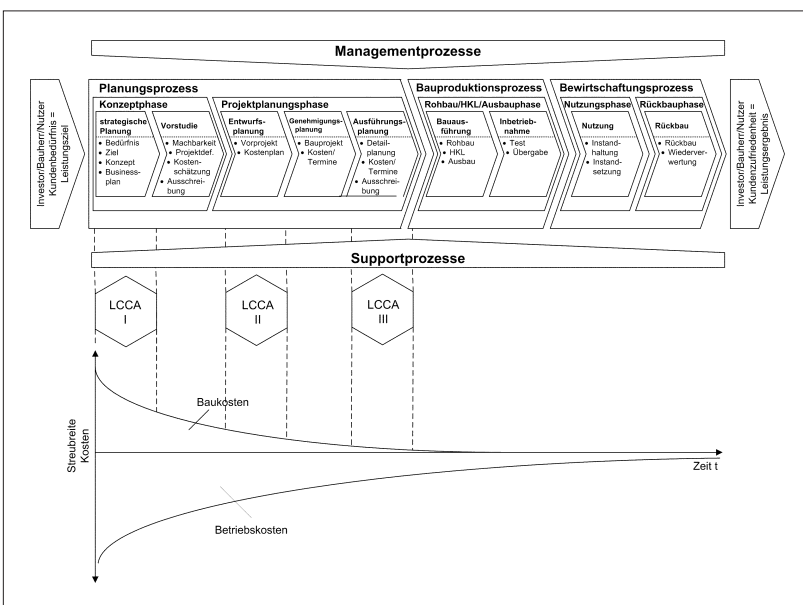 Managementprozesse
Investor/Bauherr/Nutzer
Kundenbedürfnis =
Leistungsziel
Planungsprozess
Konzeptphase
strategische
Planung
• Bedürfnis
• Ziel
• Konzept
• Business-
plan
Vorstudie
• Machbarkeit
• Projektdef.
• Kosten-
schätzung
• Ausschrei-
bung
Projektplanungsphase
Entwurfs-
planung
• Vorprojekt
• Kostenplan
Genehmigungs-
planung
• Bauprojekt
• Kosten/
Termine
Ausführungs-
planung
• Detail-
planung
• Kosten/
Termine
• Ausschrei-
bung
Bauproduktionsprozess
Rohbau/HKL/Ausbauphase
Bauaus-
führung
• Rohbau
• HKL
• Ausbau
Inbetrieb-
nahme
• Test
• Übergabe
Bewirtschaftungsprozess
Nutzungsphase
Nutzung
• Instand-
haltung
• Instand-
setzung
Rückbauphase
Rückbau
• Rückbau
• Wiederver-
wertung
Investor/Bauherr/Nutzer
Kundenzufriedenheit =
Leistungsergebnis
Supportprozesse
LCCA
I
LCCA
II
LCCA
III
Baukosten
Streubreite
Kosten
Zeit t
Betriebskosten